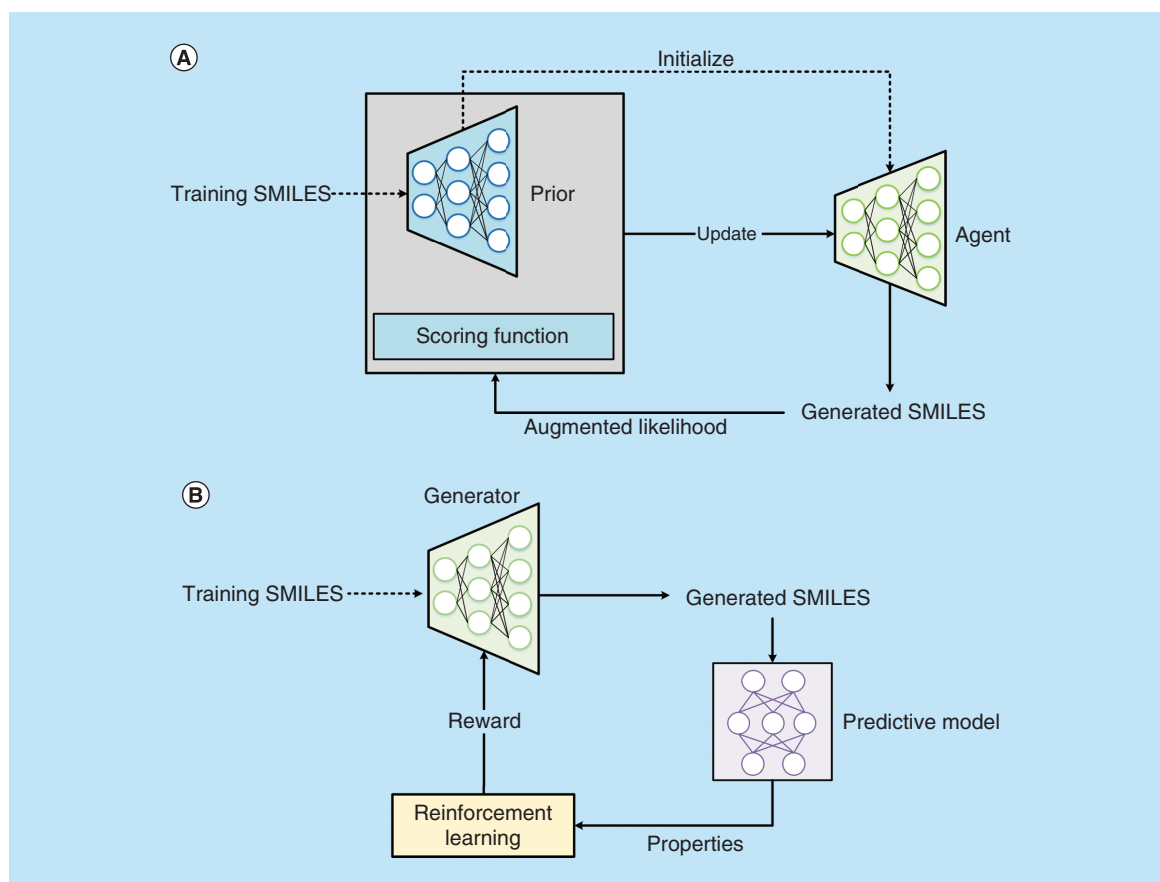 A
Initialize
Training SMILES
Prior
Update
Agent
Scoring function
Generated SMILES
Augmented likelihood
B
Generator
Training SMILES
Generated SMILES
Reward
Predictive model
Reinforcement
learning
Properties